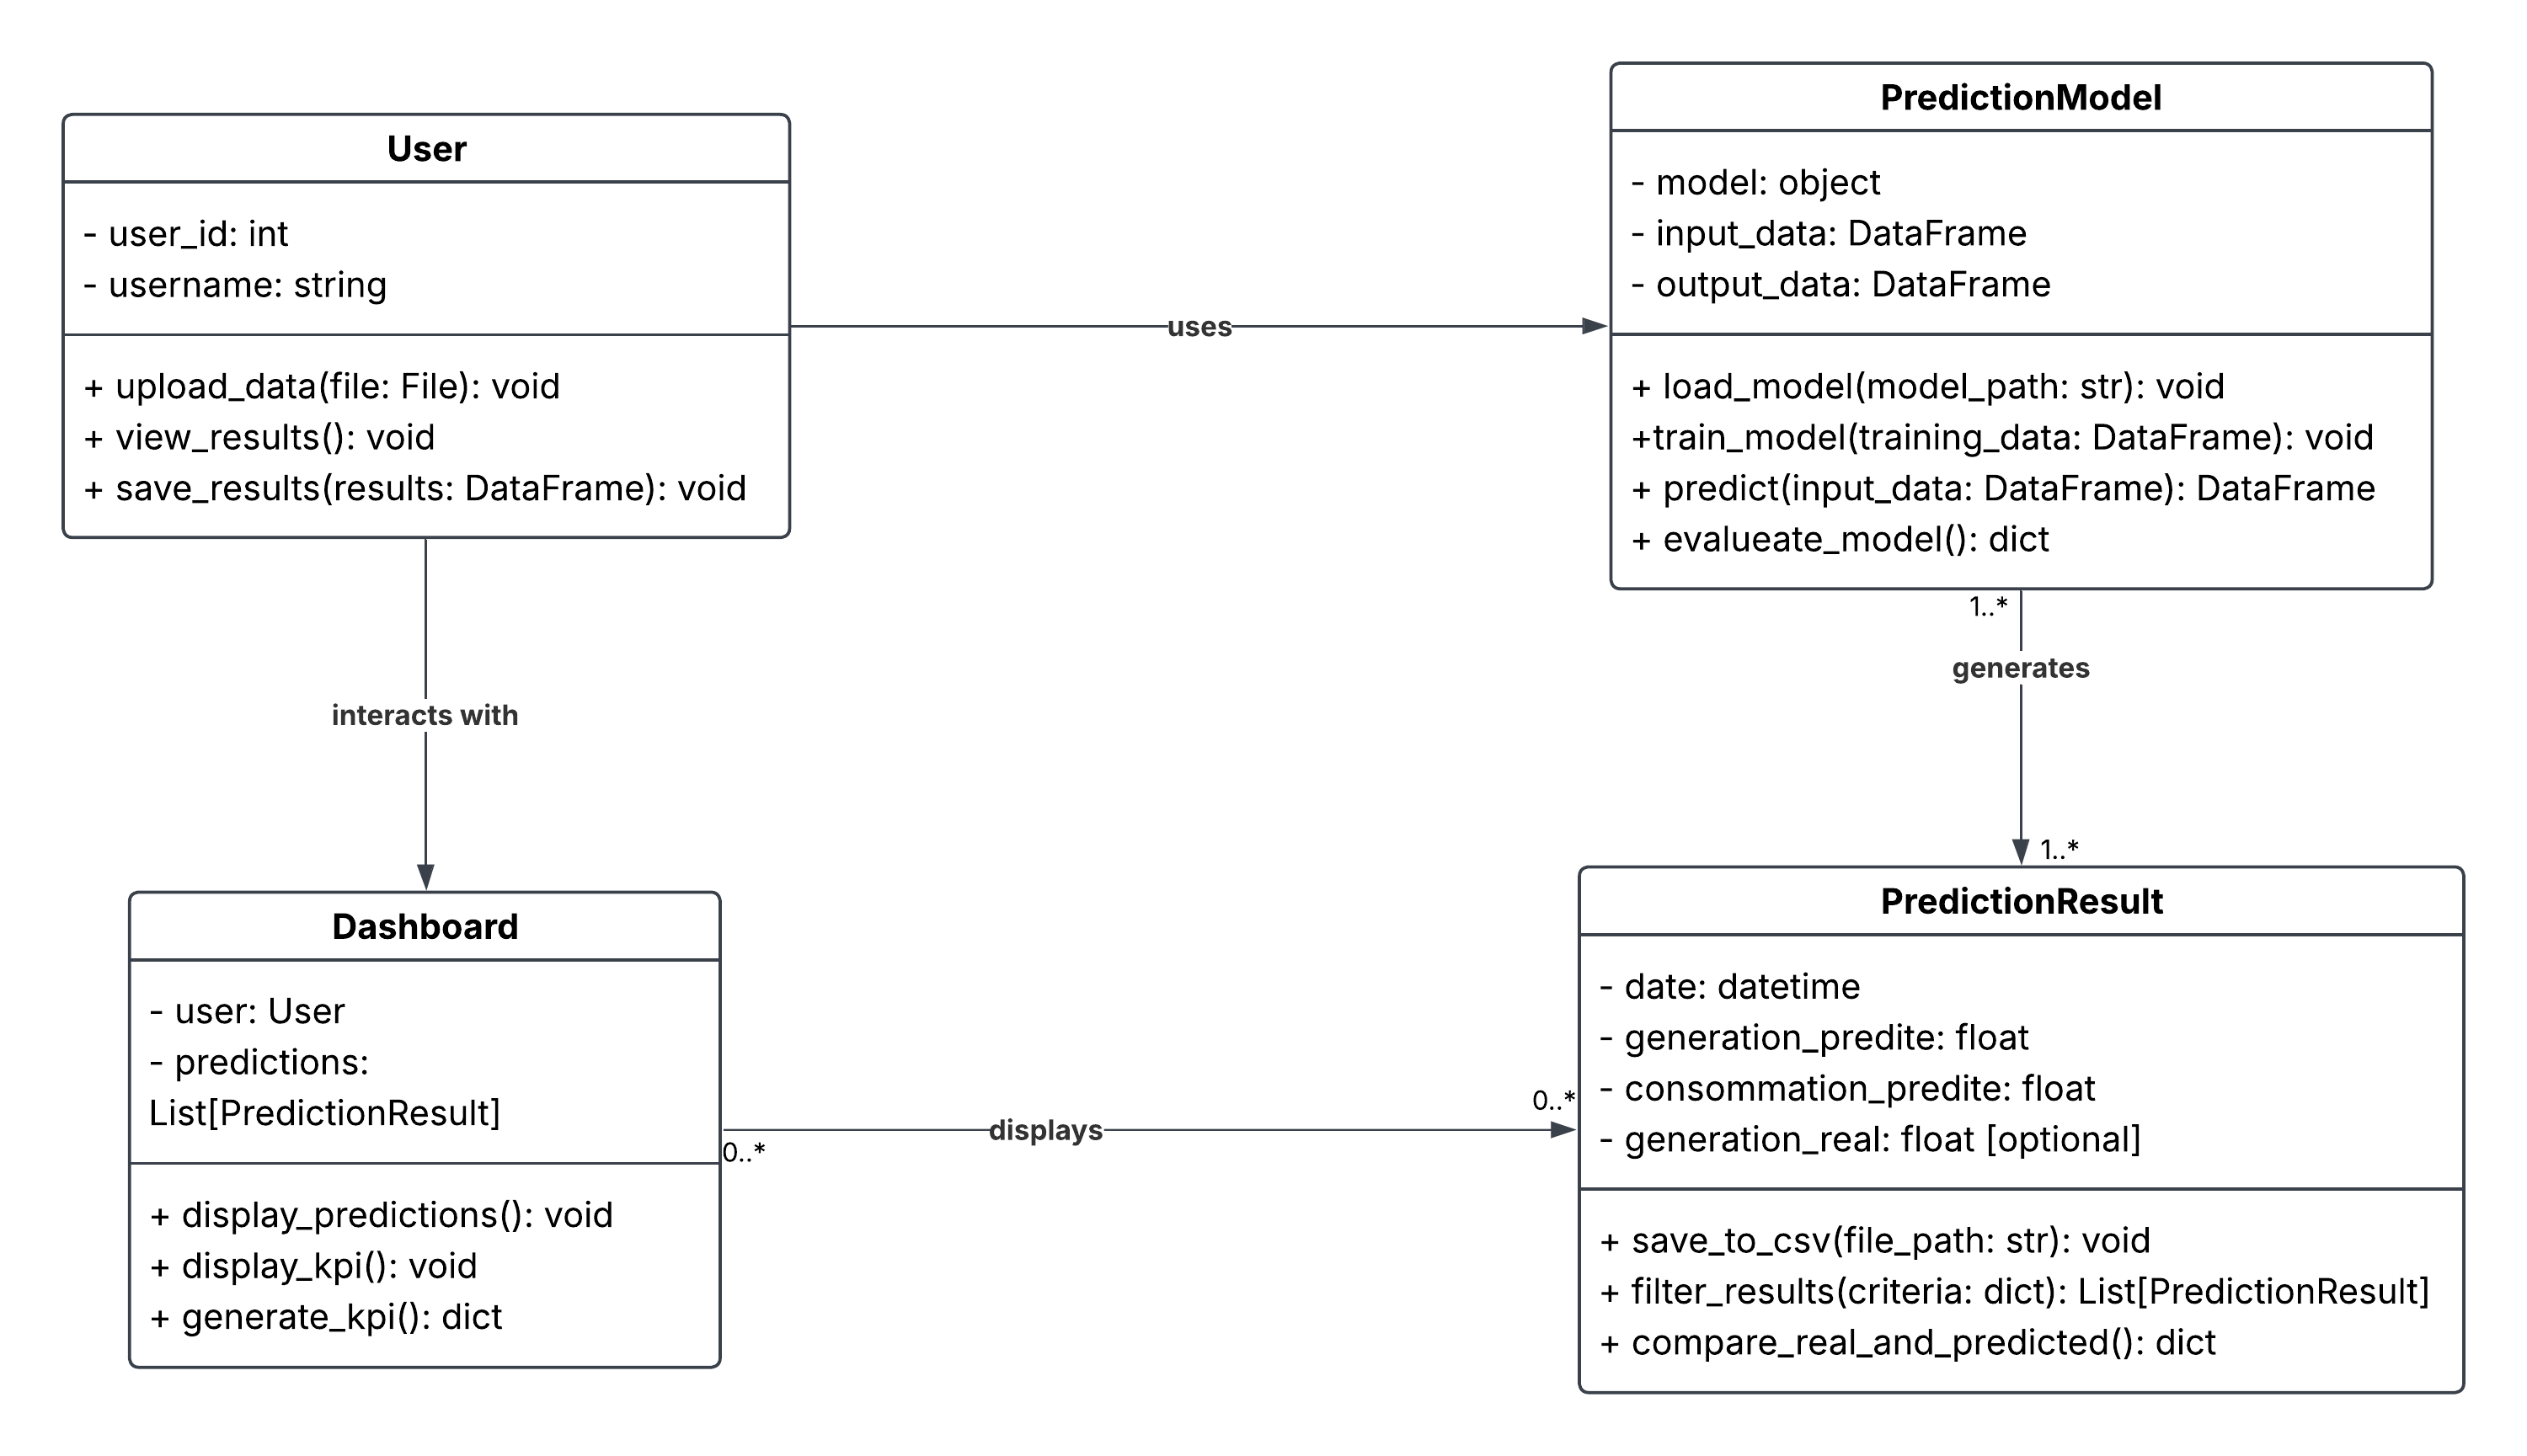 User
- user_id: int
- username: string
+ upload_data(file: File): void
+ view_results(): void
+ save_results(results: DataFrame): void
uses
PredictionModel
- model: object
- input_data: DataFrame
- output_data: DataFrame
+ load_model(model_path: str): void
+train_model(training_data: DataFrame): void
+ predict(input_data: DataFrame): DataFrame
+ evalueate_model(): dict
1..*
generates
1..*
interacts with
Dashboard
- user: User
- predictions:
List[PredictionResult]
+ display_predictions(): void
+ display_kpi(): void
+ generate_kpi(): dict
0..*
displays
0..*
PredictionResult
- date: datetime
- generation_predite: float
- consommation_predite: float
- generation_real: float [optional]
+ save_to_csv(file_path: str): void
+ filter_results(criteria: dict): List[PredictionResult]
+ compare_real_and_predicted(): dict